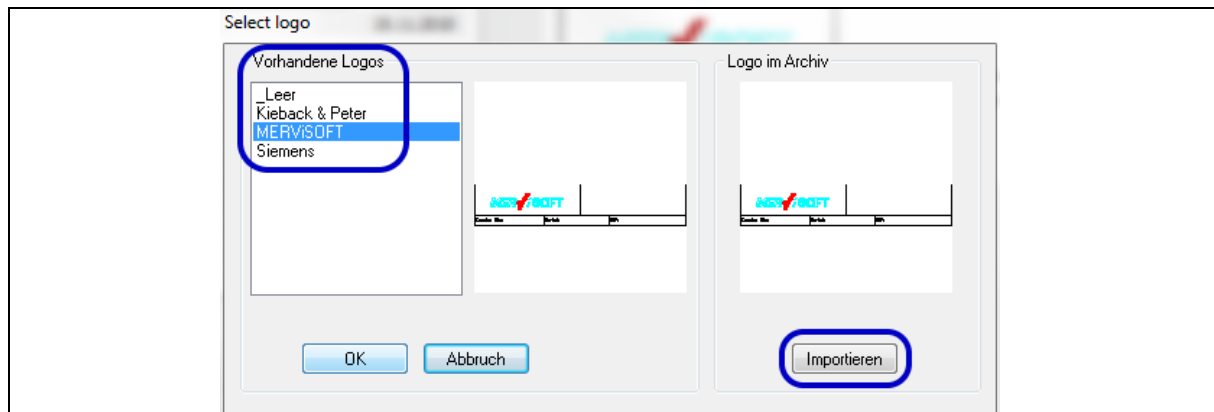 Select logo
Vorhandene Logos
_Leer
Kieback & Peter
MERViSOFT
Siemens
OK
Abbruch
Logo im Archiv
Importieren